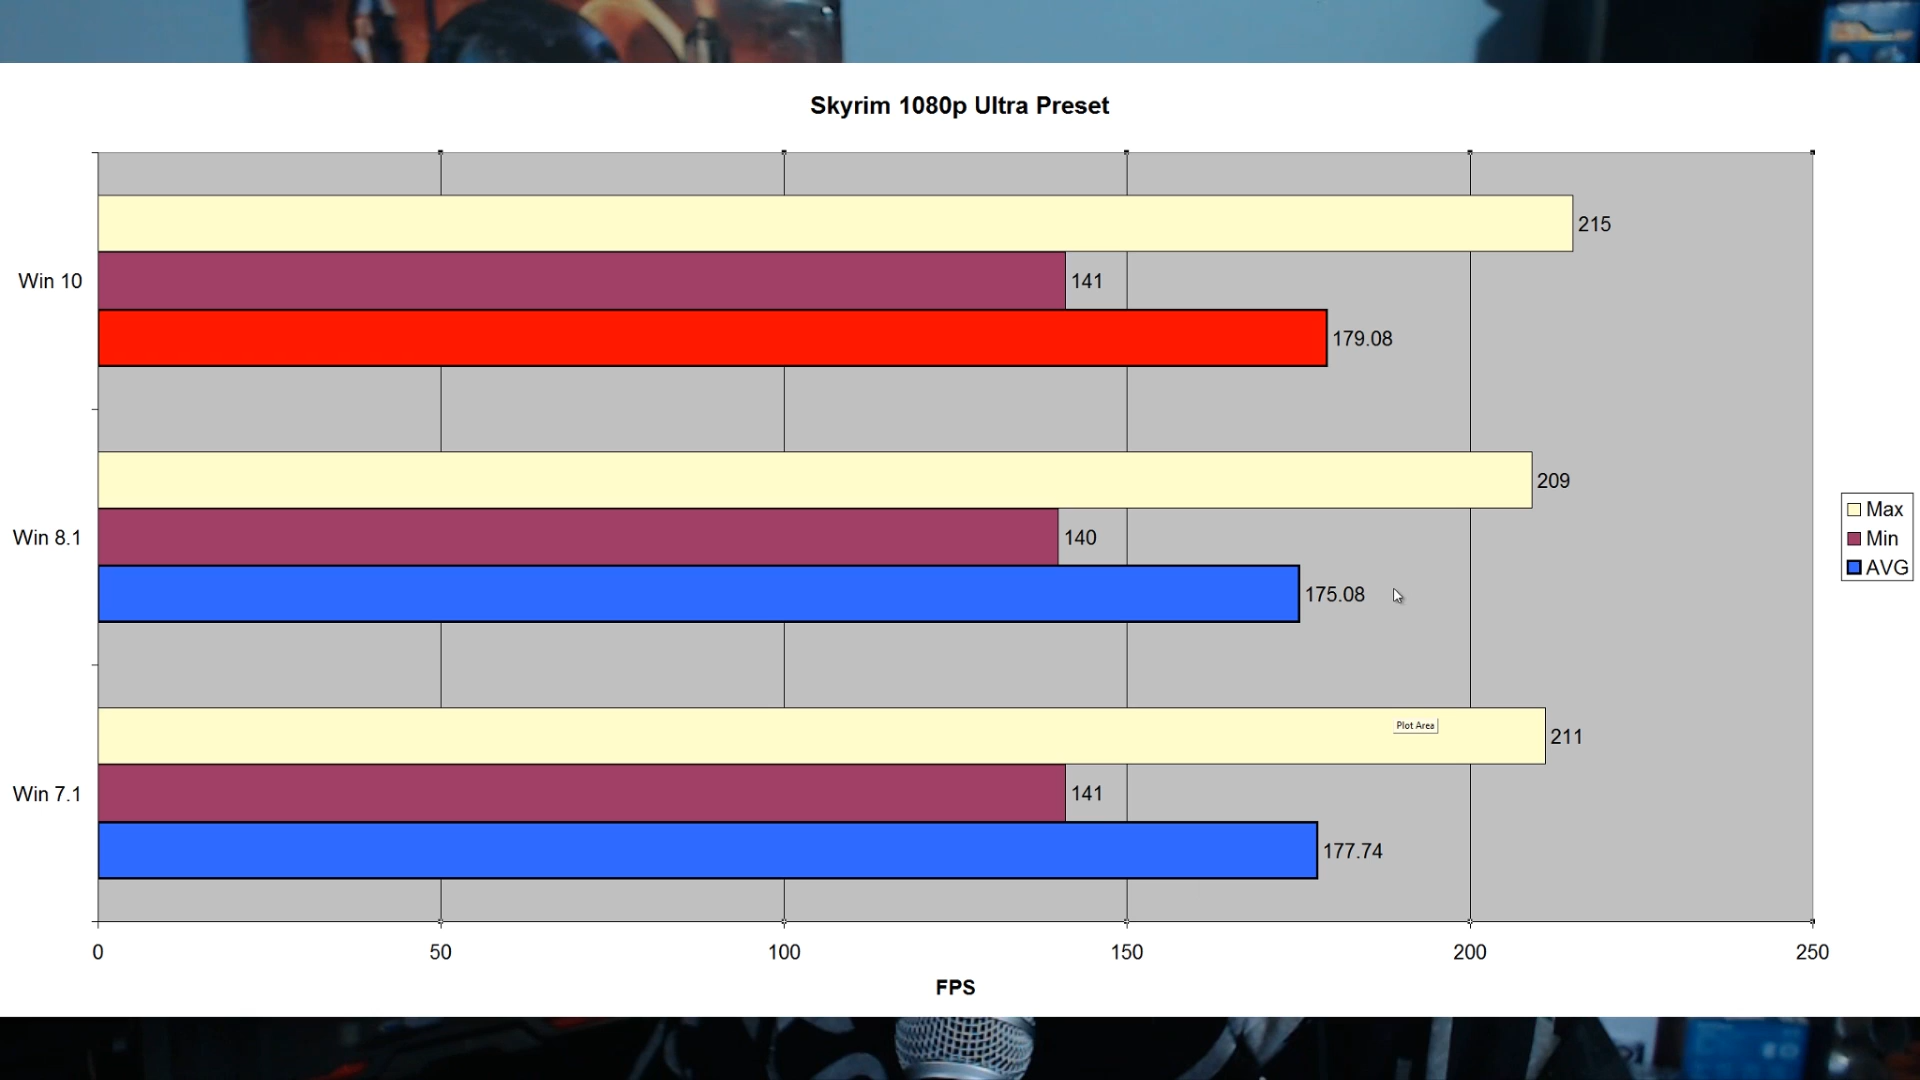 Skyrim 1080p Ultra Preset
215
Win 10
141
179.08
209
Win 8.1
140
175.08
Max
Min
AVG
Plot Area
211
Win 7.1
141
177.74
0 50 100 150 200 250
FPS